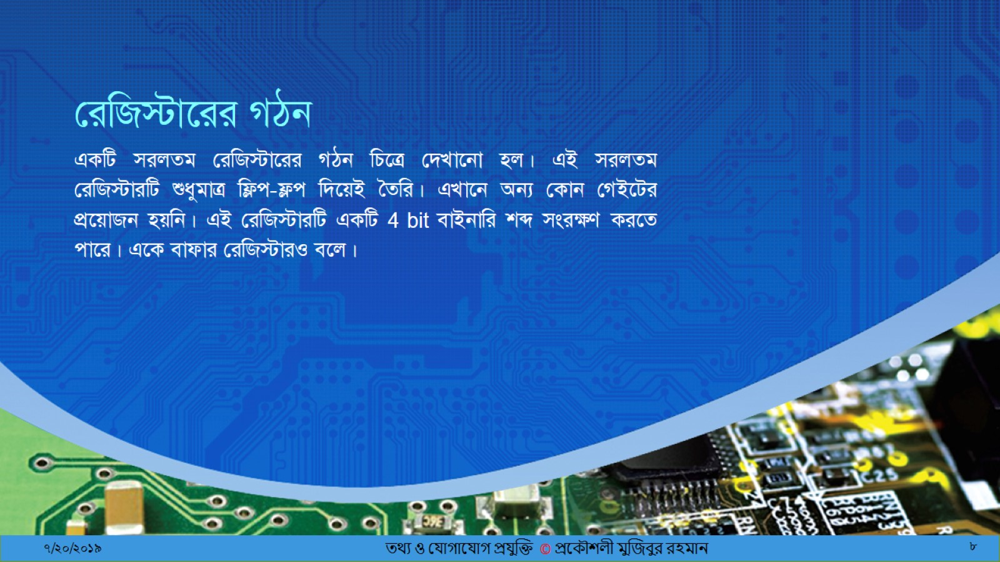 রেজিস্টারের গঠন
একটি সরলতম রেজিস্টারের গঠন চিত্রে দেখানো হল। এই সরলতম
রেজিস্টারটি শুধুমাত্র ফ্লিপ-ফ্লপ দিয়েই তৈরি। এখানে অন্য কোন গেইটের
প্রয়োজন হয়নি। এই রেজিস্টারটি একটি 4 bit বাইনারি শব্দ সংরক্ষণ করতে
পারে। একে বাফার রেজিস্টারও বলে।
C25
৭/২০/২০১৯
তথ্য ও যোগাযোগ প্রযুক্তি © প্রকৌশলী মুজিবুর রহমান
৮